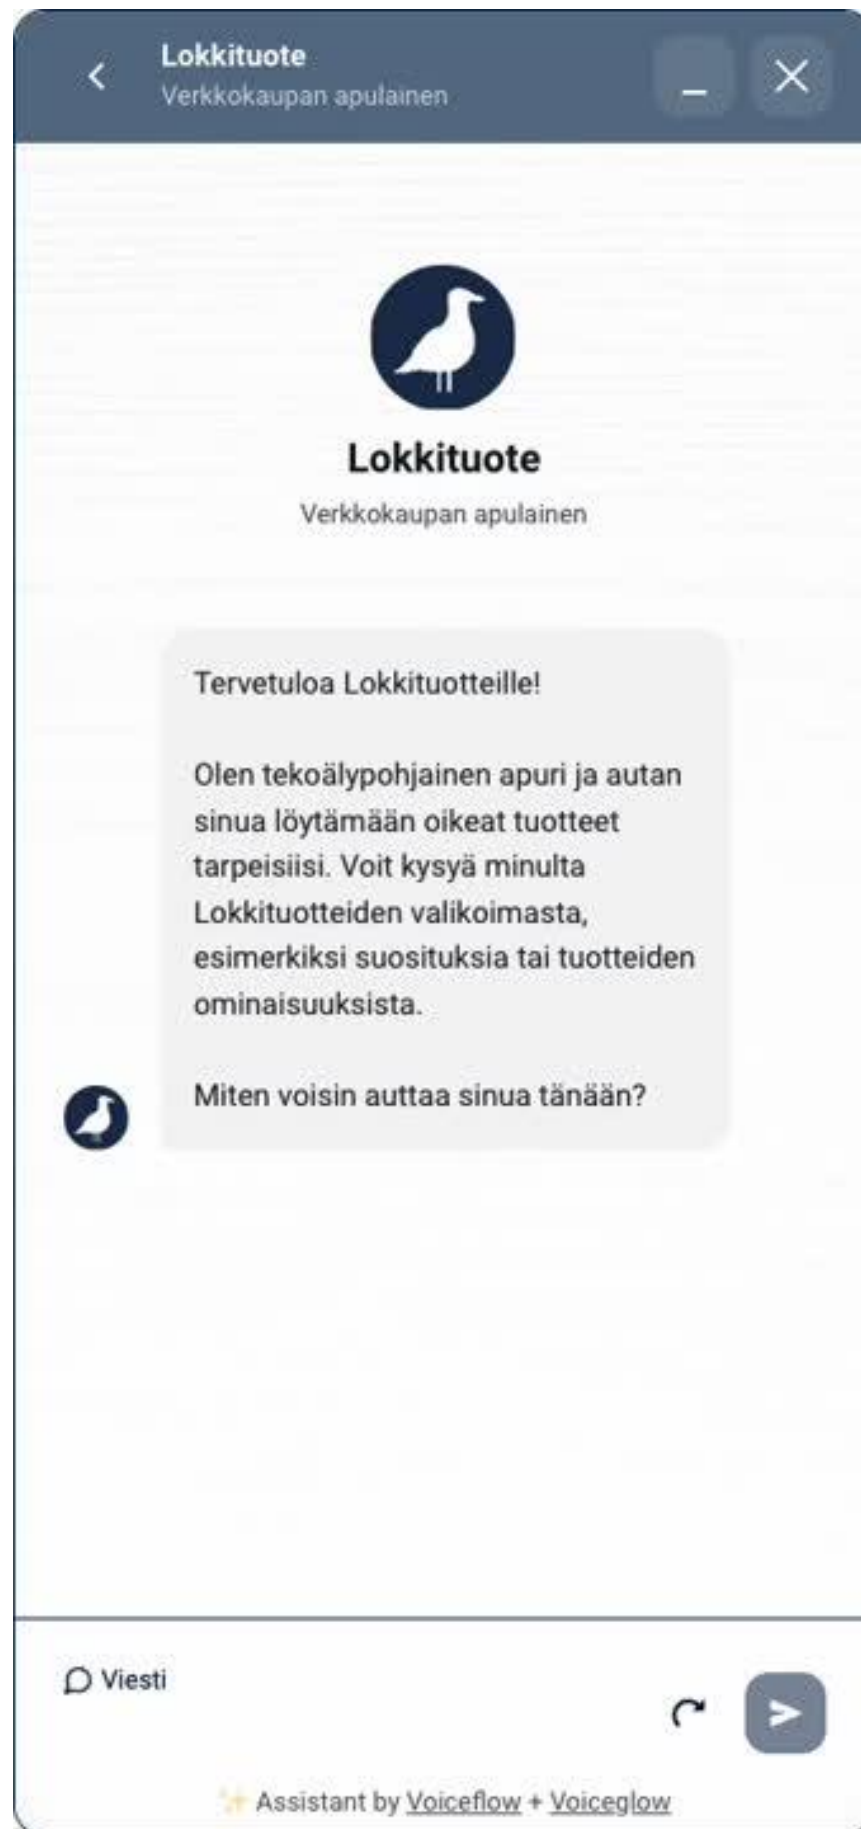 Lokkituote
Verkkokaupan apulainen
Lokkituote
Verkkokaupan apulainen
Tervetuloa Lokkituotteille!
Olen tekoälypohjainen apuri ja autan
sinua löytämään oikeat tuotteet
tarpeisiisi. Voit kysyä minulta
Lokkituotteiden valikoimasta,
esimerkiksi suosituksia tai tuotteiden
ominaisuuksista.
Miten voisin auttaa sinua tänään?
Viesti
Assistant by Voiceflow + Voiceglow